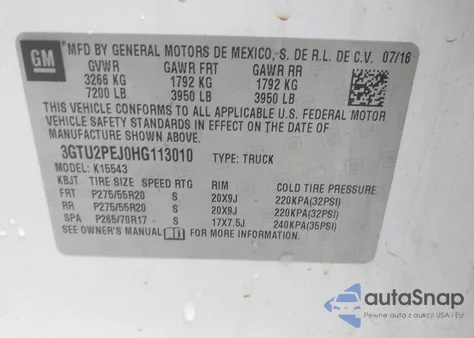 GM
MFD BY GENERAL MOTORS DE MEXICO, S. DE R.L. DE C.V. 07/16
GVWR GAWR FRT GAWR RR
3266 KG 1792 KG 1792 KG
7200 LB 3950 LB 3950 LB
THIS VEHICLE CONFORMS TO ALL APPLICABLE U.S. FEDERAL MOTOR
VEHICLE SAFETY STANDARDS IN EFFECT ON THE DATE OF
MANUFACTURE SHOWN ABOVE.
3GTU2PEJ0HG113010 TYPE: TRUCK
MODEL: K15543
KBJT TIRE SIZE SPEED RTG RIM COLD TIRE PRESSURE
FRT P275/55R20 S 20X9J 220KPA(32PSI)
RR P275/55R20 S 20X9J 220KPA(32PSI)
SPA P265/70R17 - S 17X7.5J 240KPA(35PSI)
SEE OWNER'S MANUAL FOR MORE INFORMATION.
autoSnap
Pewne auta z USA i EU